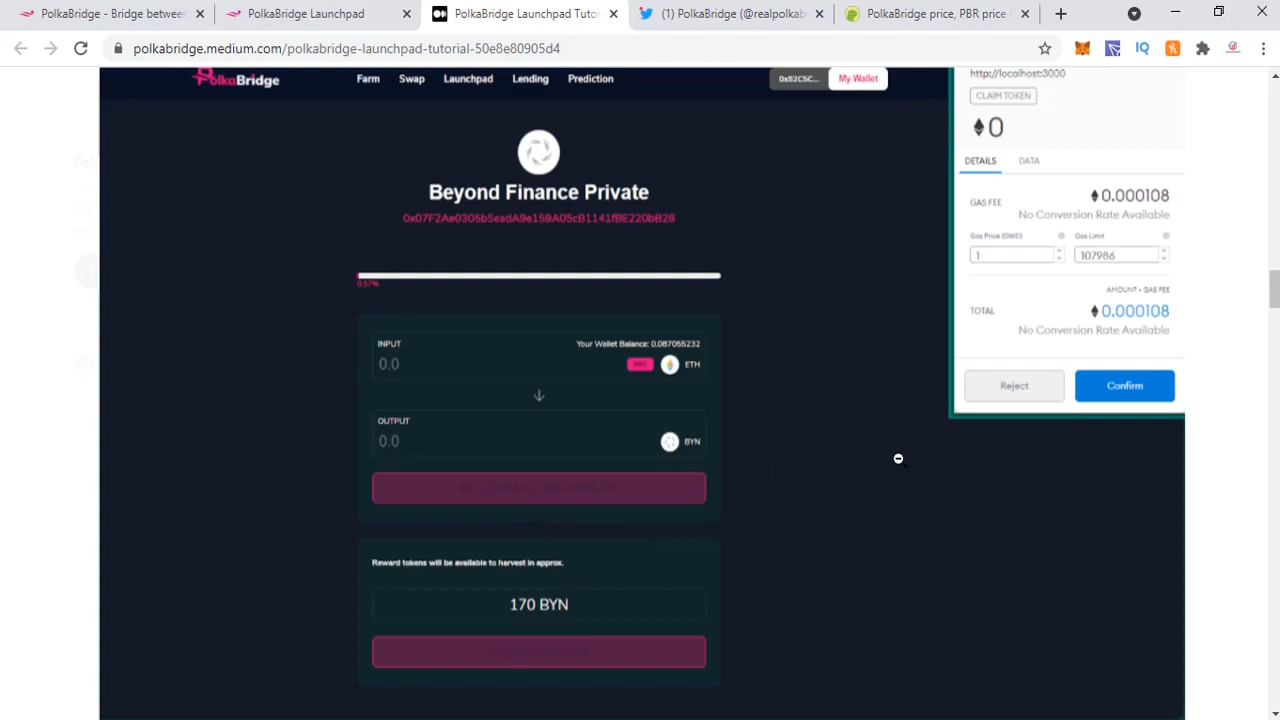 PolkaBridge - Bridge betwee
PolkaBridge Launchpad
PolkaBridge Launchpad Tutor
(1) PolkaBridge (@realpolkab
PolkaBridge price, PBR price
polkabridge.medium.com/polkabridge-launchpad-tutorial-50e8e80905d4
IQ
PolkaBridge
Farm
Swap
Launchpad
Lending
Prediction
0x82C5C...
My Wallet
Beyond Finance Private
0x07F2Ae0305b5eadA9e159A05cB1141fBE220bB28
0.57%
INPUT
Your Wallet Balance: 0.087055232
0.0
MAX
ETH
OUTPUT
0.0
BYN
Reward tokens will be available to harvest in approx.
170 BYN
http://localhost:3000
CLAIM TOKEN
0
DETAILS
DATA
GAS FEE
0.000108
No Conversion Rate Available
Gas Price (GWEI)
Gas Limit
1
107986
AMOUNT + GAS FEE
TOTAL
0.000108
No Conversion Rate Available
Reject
Confirm